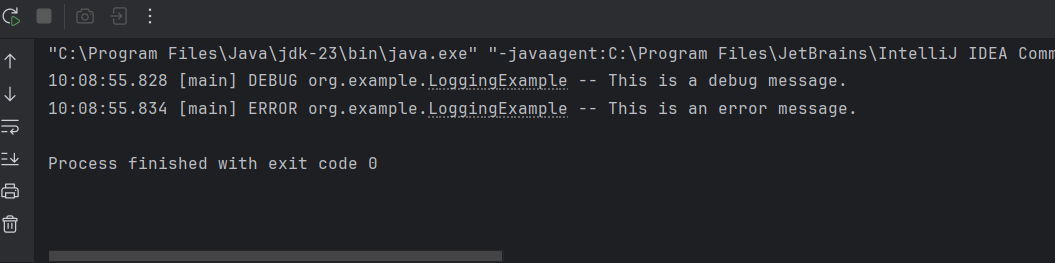 "C:\Program Files\Java\jdk-23\bin\java.exe" "-javaagent:C:\Program Files\JetBrains\IntelliJ IDEA Comm
10:08:55.828 [main] DEBUG org.example.LoggingExample -- This is a debug message.
10:08:55.834 [main] ERROR org.example.LoggingExample -- This is an error message.
Process finished with exit code 0